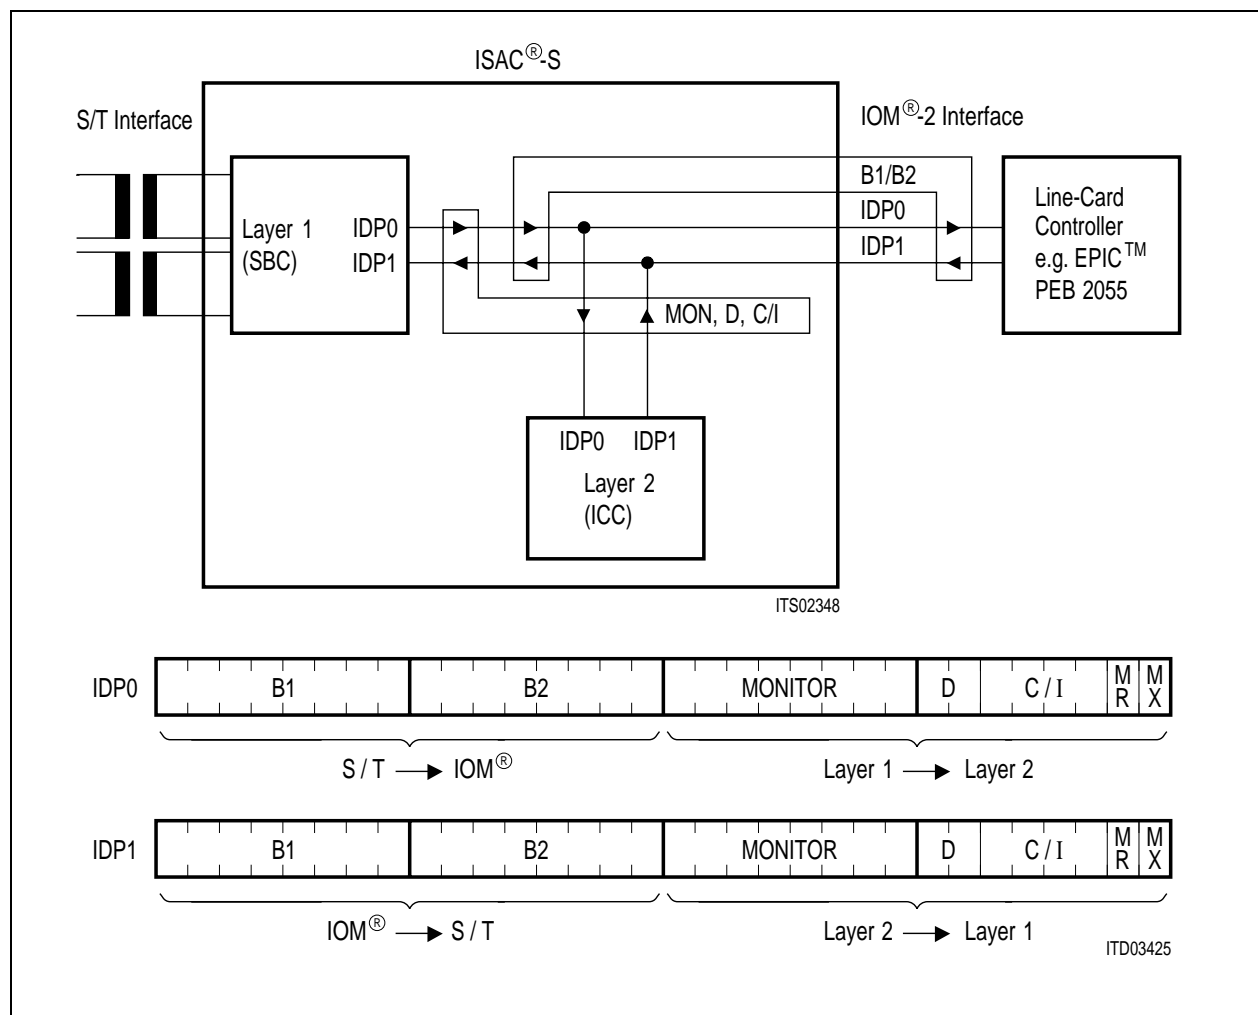 ISAC®-S
S/T Interface
IOM®-2 Interface
B1/B2
IDP0
IDP1
Layer 1
(SBC)
IDP0
IDP1
Line-Card
Controller
e.g. EPIC™
PEB 2055
MON, D, C/I
IDP0 IDP1
Layer 2
(ICC)
ITS02348
IDP0 B1 B2 MONITOR D C/I MR MX
S/T → IOM® Layer 1 → Layer 2
IDP1 B1 B2 MONITOR D C/I MR MX
IOM® → S/T Layer 2 → Layer 1
ITD03425